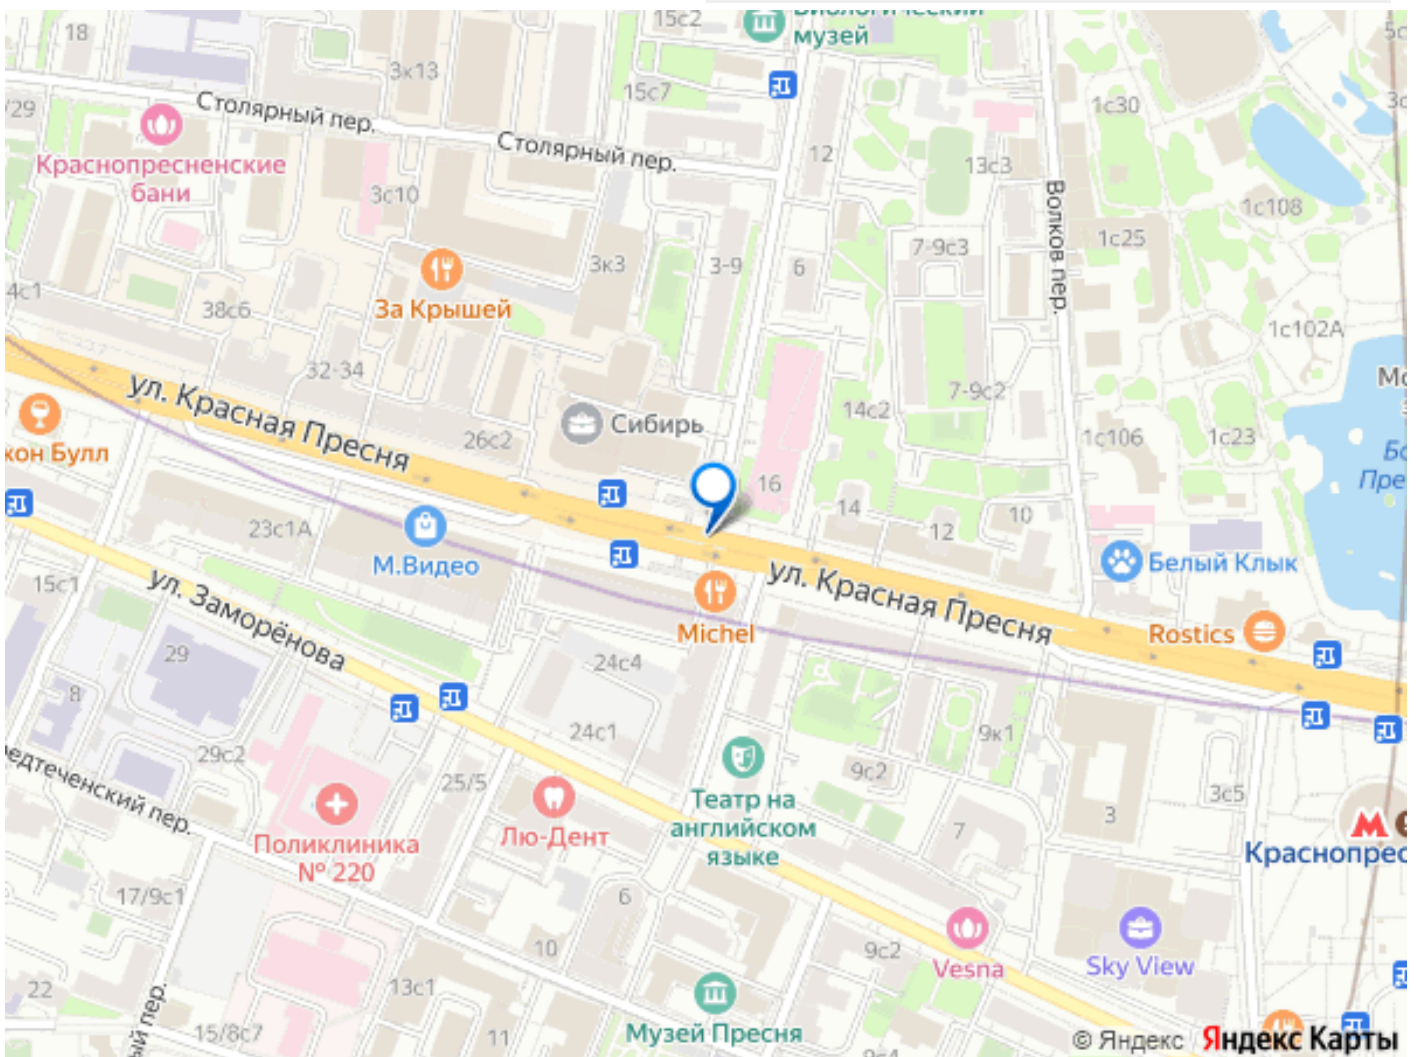 18
15с2
Биологический
музей
3к13
15с7
1с30
/29
Столярный пер.
Столярный пер.
12
13с3
Краснопресненские
бани
3с10
Волков пер.
1с108
7-9с3
1с25
4с1
3к3
3-9
6
За Крышей
38с6
1с102А
32-34
ул. Красная Пресня
7-9с2
14с2
Сибирь
26с2
1с106
1с23
хон Булл
16
14
12
10
23с1А
М.Видео
ул. Красная Пресня
Белый Клык
15с1
ул. Заморёнова
Michel
Rostics
29
24с4
8
24с1
9к1
29с2
9с2
25/5
3с5
Театр на
английском
языке
3
7
Поликлиника
№ 220
Лю-Дент
Краснопрес
17/9с1
6
10
9с2
Vesna
Sky View
22
13с1
15/8с7
11
Музей Пресня
9с4
© Яндекс
Яндекс Карты